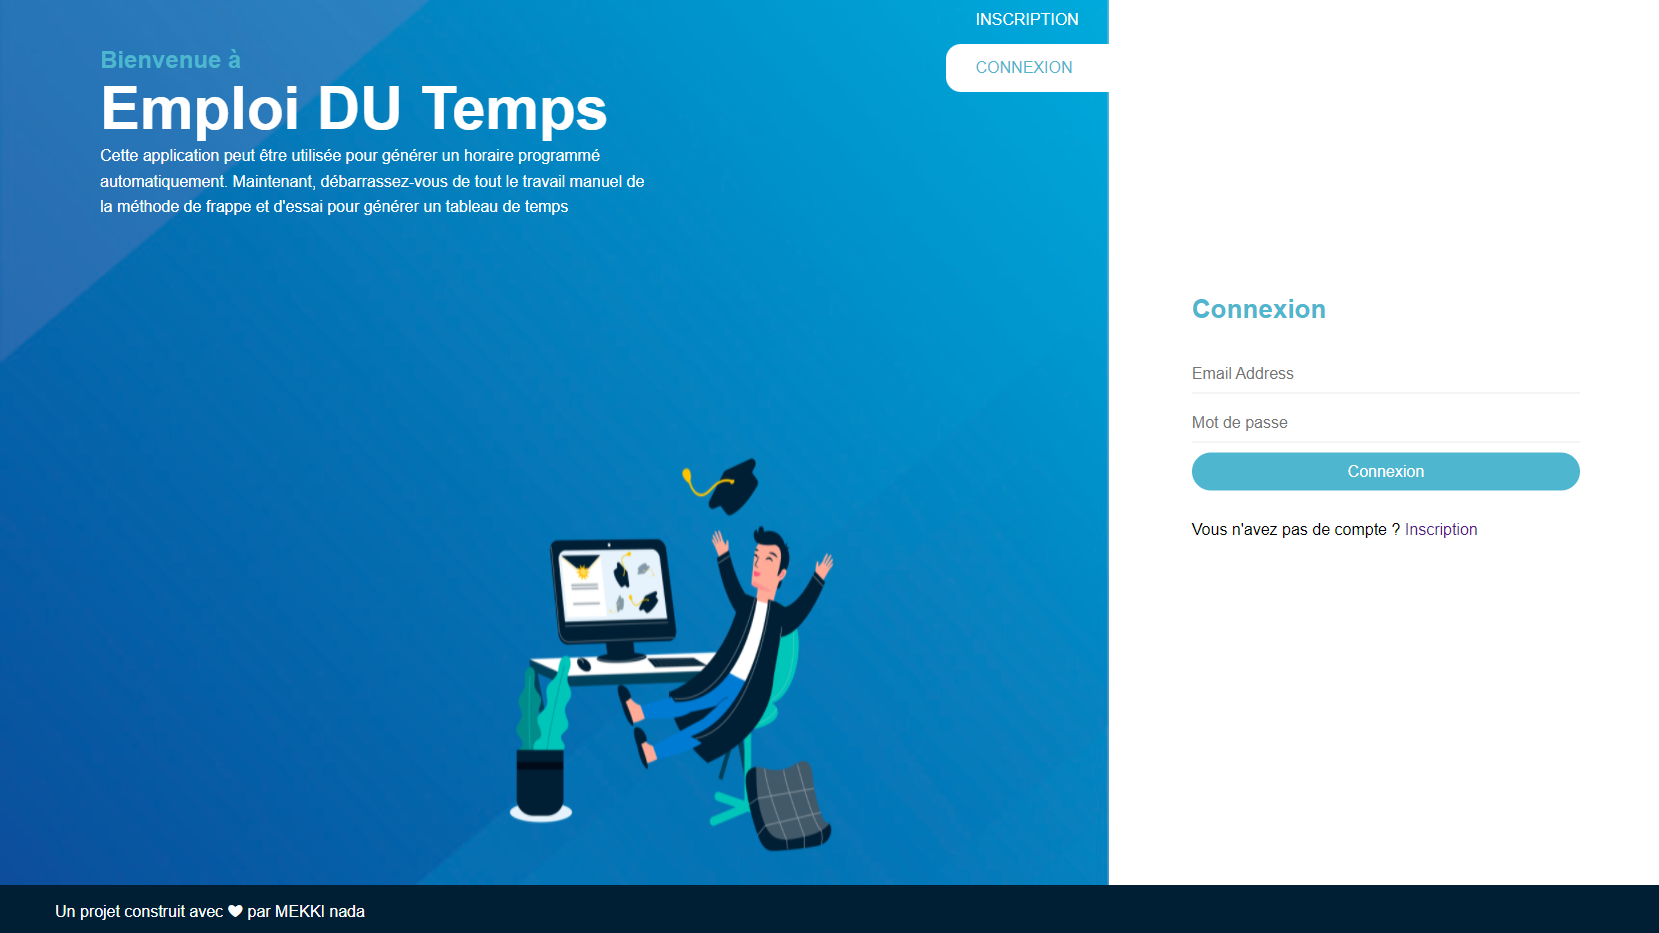 INSCRIPTION
CONNEXION
Bienvenue à
Emploi DU Temps
Cette application peut être utilisée pour générer un horaire programmé
automatiquement. Maintenant, débarrassez-vous de tout le travail manuel de
la méthode de frappe et d'essai pour générer un tableau de temps
Connexion
Email Address
Mot de passe
Connexion
Vous n'avez pas de compte ? Inscription
Un projet construit avec par MEKKI nada